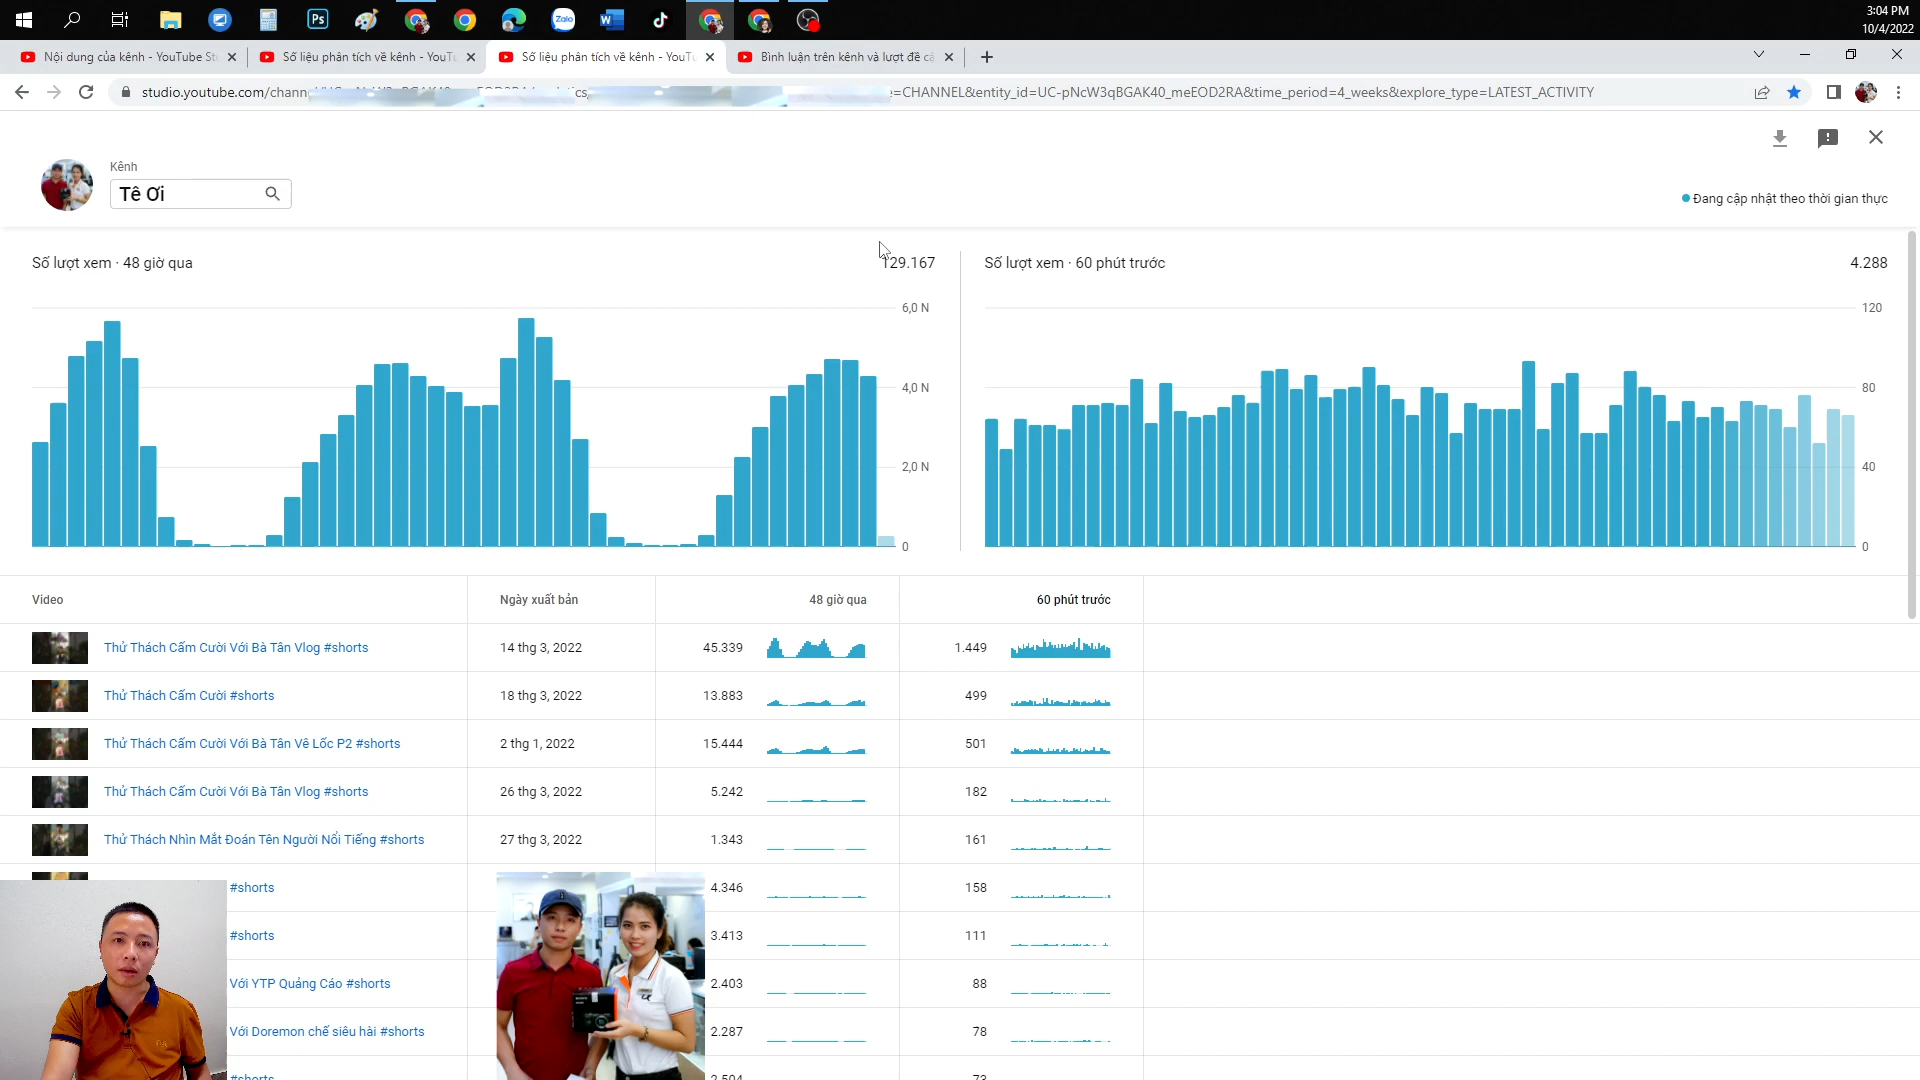 3:04 PM
10/4/2022
Ps
Zalo
W
Nội dung của kênh - YouTube St
Số liệu phân tích về kênh - YouTu
Số liệu phân tích về kênh - YouTu
Bình luận trên kênh và lượt đề cậ
studio.youtube.com/chann
=CHANNEL&entity_id=UC-pNcW3qBGAK40_meEOD2RA&time_period=4_weeks&explore_type=LATEST_ACTIVITY
Kênh
Tê Ơi
Đang cập nhật theo thời gian thực
Số lượt xem · 48 giờ qua
129.167
Số lượt xem · 60 phút trước
4.288
6,0 N
4,0 N
2,0 N
0
120
80
40
0
Video
Ngày xuất bản
48 giờ qua
60 phút trước
Thử Thách Cấm Cười Với Bà Tân Vlog #shorts
14 thg 3, 2022
45.339
1.449
Thử Thách Cấm Cười #shorts
18 thg 3, 2022
13.883
499
Thử Thách Cấm Cười Với Bà Tân Vê Lốc P2 #shorts
2 thg 1, 2022
15.444
501
Thử Thách Cấm Cười Với Bà Tân Vlog #shorts
26 thg 3, 2022
5.242
182
Thử Thách Nhìn Mắt Đoán Tên Người Nổi Tiếng #shorts
27 thg 3, 2022
1.343
161
#shorts
4.346
158
#shorts
3.413
111
Với YTP Quảng Cáo #shorts
2.403
88
Với Doremon chế siêu hài #shorts
2.287
78
#shorts
2.504
73